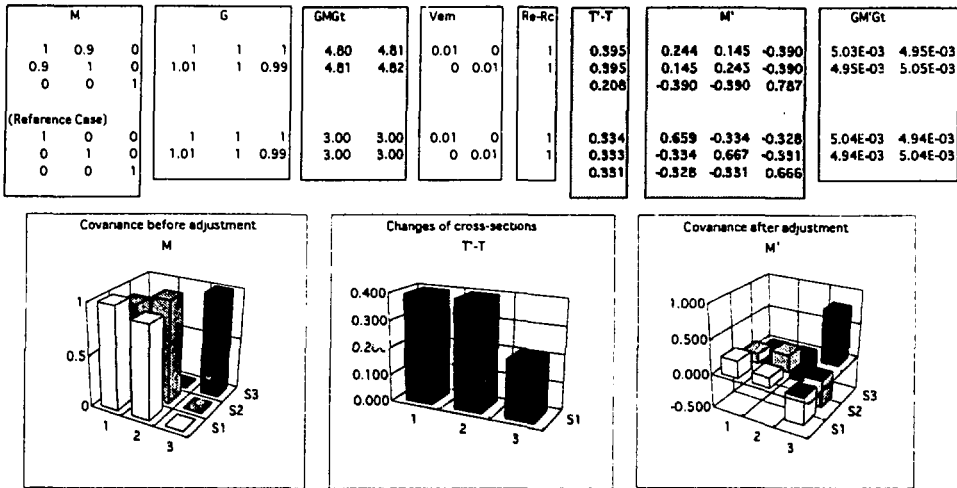 M G GMGt Vem Re-Rc T'-T M' GM'Gt
1 0.9 0 1 1 1 4.80 4.81 0.01 0 1 0.395 0.244 0.145 -0.390 5.03E-03 4.95E-03
0.9 1 0 1.01 1 0.99 4.81 4.82 0 0.01 1 0.395 0.145 0.243 -0.390 4.95E-03 5.05E-03
0 0 1 0.208 -0.390 -0.390 0.787
(Reference Case)
1 0 0 1 1 1 3.00 3.00 0.01 0 1 0.334 0.659 -0.334 -0.328 5.04E-03 4.94E-03
0 1 0 1.01 1 0.99 3.00 3.00 0 0.01 1 0.333 -0.334 0.667 -0.331 4.94E-03 5.04E-03
0 0 1 0.331 -0.328 -0.331 0.666
Covariance before adjustment
M
1
0.5
0
1
2
3
S1
S2
S3
Changes of cross-sections
T'-T
0.400
0.300
0.200
0.100
0.000
1
2
3
S1
Covariance after adjustment
M'
1.000
0.500
0.000
-0.500
1
2
3
S1
S2
S3